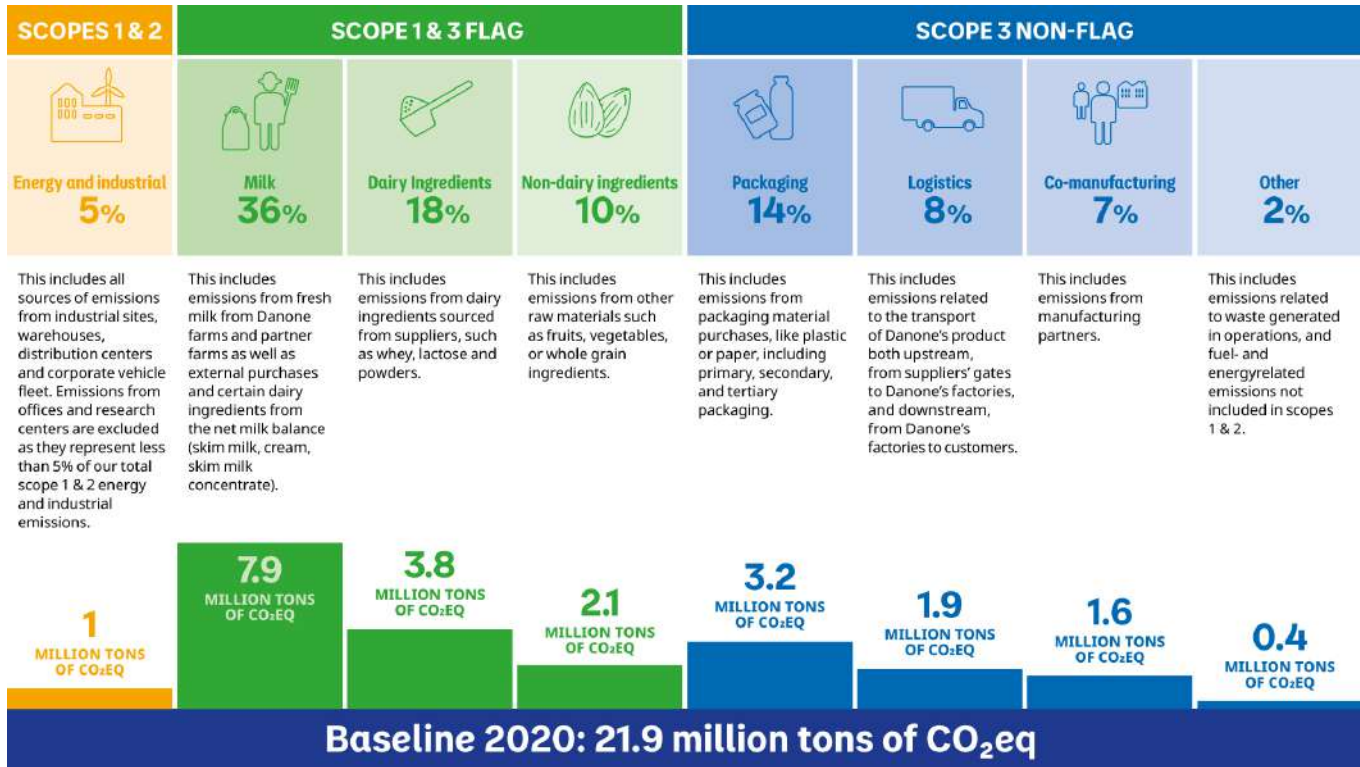 SCOPES 1 & 2
SCOPE 1 & 3 FLAG
SCOPE 3 NON-FLAG
Energy and industrial
5%
Milk
36%
Dairy Ingredients
18%
Non-dairy ingredients
10%
Packaging
14%
Logistics
8%
Co-manufacturing
7%
Other
2%
This includes all
sources of emissions
from industrial sites,
warehouses,
distribution centers
and corporate vehicle
fleet. Emissions from
offices and research
centers are excluded
as they represent less
than 5% of our total
scope 1 & 2 energy
and industrial
emissions.
This includes
emissions from fresh
milk from Danone
farms and partner
farms as well as
external purchases
and certain dairy
ingredients from
the net milk balance
(skim milk, cream,
skim milk
concentrate).
This includes
emissions from dairy
ingredients sourced
from suppliers, such
as whey, lactose and
powders.
This includes
emissions from other
raw materials such
as fruits, vegetables,
or whole grain
ingredients.
This includes
emissions from
packaging material
purchases, like plastic
or paper, including
primary, secondary,
and tertiary
packaging.
This includes
emissions related
to the transport
of Danone's product
both upstream,
from suppliers' gates
to Danone's factories,
and downstream,
from Danone's
factories to customers.
This includes
emissions from
manufacturing
partners.
This includes
emissions related
to waste generated
in operations, and
fuel- and
energyrelated
emissions not
included in scopes
1 & 2.
1
MILLION TONS
OF CO₂EQ
7.9
MILLION TONS
OF CO₂EQ
3.8
MILLION TONS
OF CO₂EQ
2.1
MILLION TONS
OF CO₂EQ
3.2
MILLION TONS
OF CO₂EQ
1.9
MILLION TONS
OF CO₂EQ
1.6
MILLION TONS
OF CO₂EQ
0.4
MILLION TONS
OF CO₂EQ
Baseline 2020: 21.9 million tons of CO₂eq